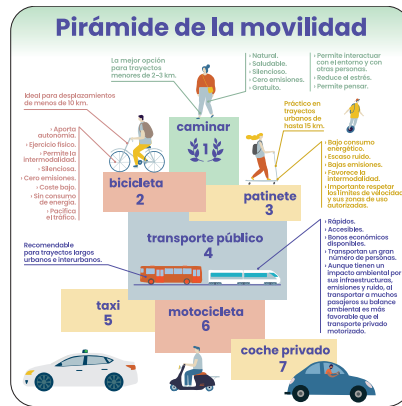 Pirámide de la movilidad
La mejor opción
para trayectos
menores de 2-3 km.
› Natural.
› Saludable.
› Silencioso.
› Cero emisiones.
› Gratuito.
› Permite interactuar
con el entorno y con
otras personas.
› Reduce el estrés.
› Permite pensar.
caminar
1
Ideal para desplazamientos
de menos de 10 km.
› Aporta
autonomía.
› Ejercicio físico.
› Permite la
intermodalidad.
› Silenciosa.
› Cero emisiones.
› Coste bajo.
› Sin consumo
de energía.
› Pacifica
el tráfico.
bicicleta
2
Práctico en
trayectos
urbanos de
hasta 15 km.
› Bajo consumo
energético.
› Escaso ruido.
› Bajas emisiones.
› Favorece la
intermodalidad.
› Importante respetar
los límites de velocidad
y sus zonas de uso
autorizadas.
patinete
3
transporte público
4
Recomendable
para trayectos largos
urbanos e interurbanos.
› Rápidos.
› Accesibles.
› Bonos económicos
disponibles.
› Transportan un gran
número de personas.
› Aunque tienen un
impacto ambiental por
sus infraestructuras,
emisiones y ruido, al
transportar a muchos
pasajeros su balance
ambiental es más
favorable que el
transporte privado
motorizado.
taxi
5
motocicleta
6
coche privado
7